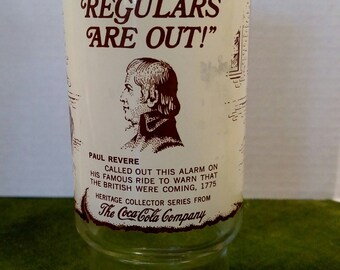 REGULARS
ARE OUT!"
PAUL REVERE
CALLED OUT THIS ALARM ON
HIS FAMOUS RIDE TO WARN THAT
THE BRITISH WERE COMING, 1775
HERITAGE COLLECTOR SERIES FROM
The Coca-Cola Company